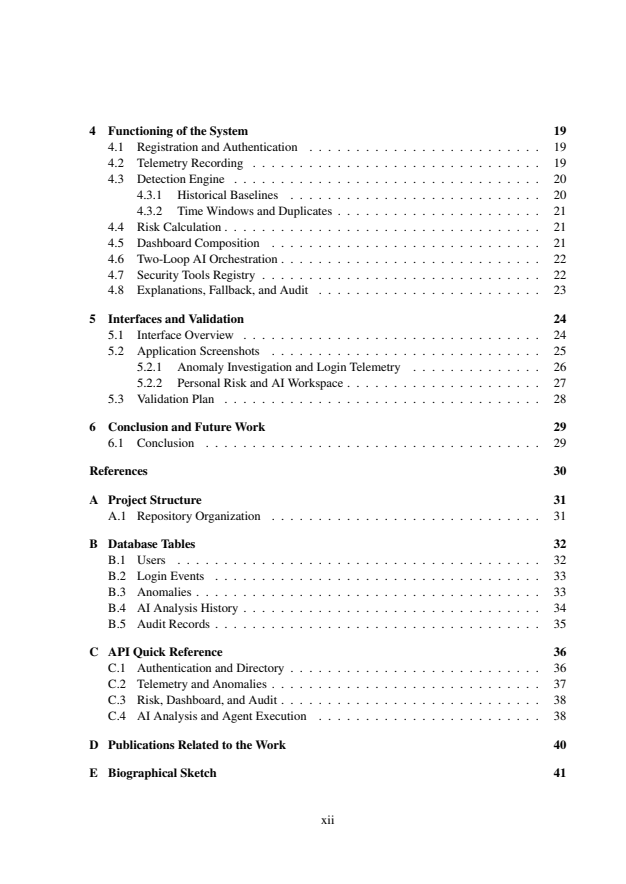 4 Functioning of the System 19
4.1 Registration and Authentication . . . . . . . . . . . . . . . . . . . . . . . . . 19
4.2 Telemetry Recording . . . . . . . . . . . . . . . . . . . . . . . . . . . . . . . 19
4.3 Detection Engine . . . . . . . . . . . . . . . . . . . . . . . . . . . . . . . . . 20
4.3.1 Historical Baselines . . . . . . . . . . . . . . . . . . . . . . . . . . . 20
4.3.2 Time Windows and Duplicates . . . . . . . . . . . . . . . . . . . . . . 21
4.4 Risk Calculation . . . . . . . . . . . . . . . . . . . . . . . . . . . . . . . . . . 21
4.5 Dashboard Composition . . . . . . . . . . . . . . . . . . . . . . . . . . . . . 21
4.6 Two-Loop AI Orchestration . . . . . . . . . . . . . . . . . . . . . . . . . . . . 22
4.7 Security Tools Registry . . . . . . . . . . . . . . . . . . . . . . . . . . . . . . 22
4.8 Explanations, Fallback, and Audit . . . . . . . . . . . . . . . . . . . . . . . . 23
5 Interfaces and Validation 24
5.1 Interface Overview . . . . . . . . . . . . . . . . . . . . . . . . . . . . . . . . 24
5.2 Application Screenshots . . . . . . . . . . . . . . . . . . . . . . . . . . . . . 25
5.2.1 Anomaly Investigation and Login Telemetry . . . . . . . . . . . . . . 26
5.2.2 Personal Risk and AI Workspace . . . . . . . . . . . . . . . . . . . . . 27
5.3 Validation Plan . . . . . . . . . . . . . . . . . . . . . . . . . . . . . . . . . . 28
6 Conclusion and Future Work 29
6.1 Conclusion . . . . . . . . . . . . . . . . . . . . . . . . . . . . . . . . . . . . 29
References 30
A Project Structure 31
A.1 Repository Organization . . . . . . . . . . . . . . . . . . . . . . . . . . . . . 31
B Database Tables 32
B.1 Users . . . . . . . . . . . . . . . . . . . . . . . . . . . . . . . . . . . . . . . 32
B.2 Login Events . . . . . . . . . . . . . . . . . . . . . . . . . . . . . . . . . . . 33
B.3 Anomalies . . . . . . . . . . . . . . . . . . . . . . . . . . . . . . . . . . . . . 33
B.4 AI Analysis History . . . . . . . . . . . . . . . . . . . . . . . . . . . . . . . . 34
B.5 Audit Records . . . . . . . . . . . . . . . . . . . . . . . . . . . . . . . . . . . 35
C API Quick Reference 36
C.1 Authentication and Directory . . . . . . . . . . . . . . . . . . . . . . . . . . . 36
C.2 Telemetry and Anomalies . . . . . . . . . . . . . . . . . . . . . . . . . . . . . 37
C.3 Risk, Dashboard, and Audit . . . . . . . . . . . . . . . . . . . . . . . . . . . . 38
C.4 AI Analysis and Agent Execution . . . . . . . . . . . . . . . . . . . . . . . . 38
D Publications Related to the Work 40
E Biographical Sketch 41
xii